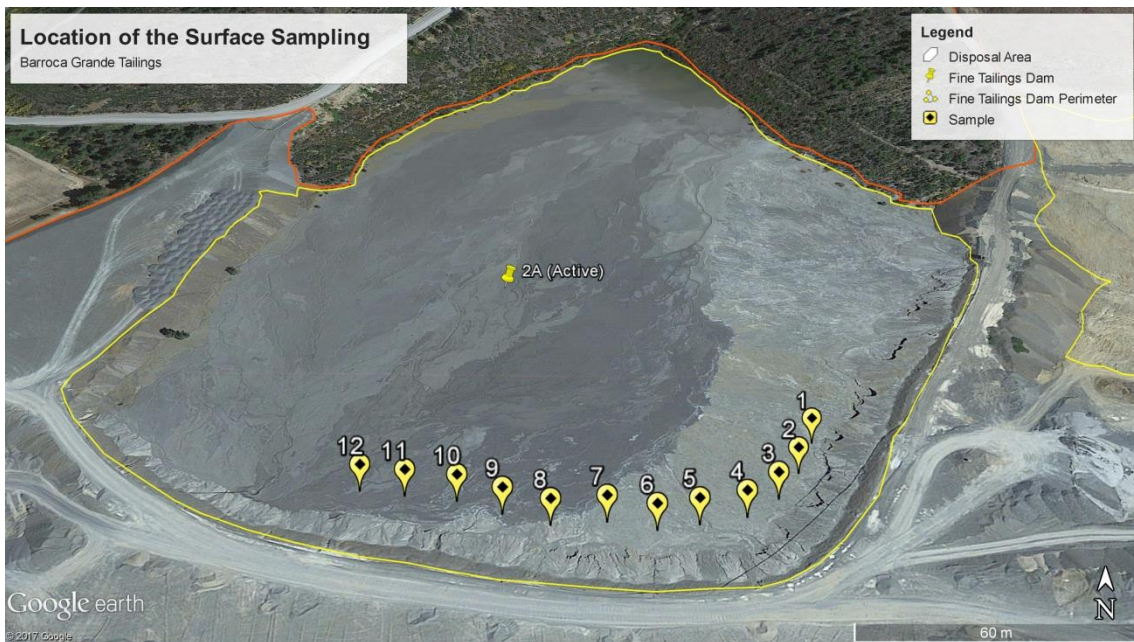 Location of the Surface Sampling
Barroca Grande Tailings
Legend
Disposal Area
Fine Tailings Dam
Fine Tailings Dam Perimeter
Sample
2A (Active)
1
2
3
4
5
6
7
8
9
10
11
12
Google earth
© 2017 Google
N
60 m